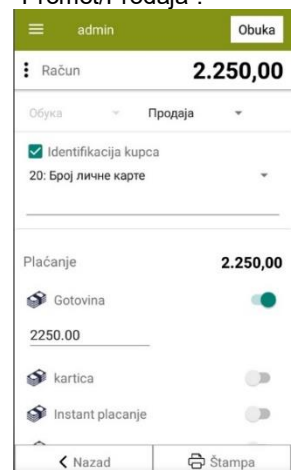 "Promet/Prodaja".
admin Obuka
Račun 2.250,00
Обука Продаја
Identifikacija kupca
20: Број личне карте
Plaćanje 2.250,00
Gotovina
2250.00
kartica
Instant placanje
Nazad Štampa